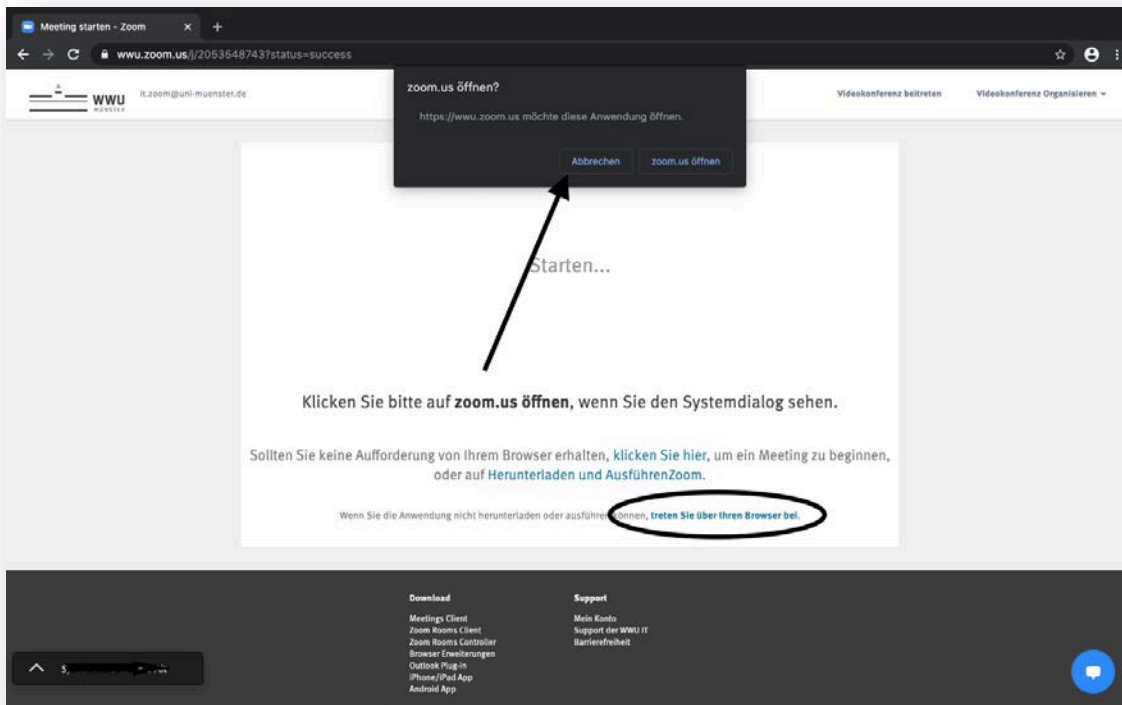 Meeting starten - Zoom
wwu.zoom.us/j/2053548743?status=success
WWU
MÜNSTER
it.zoom@uni-muenster.de
Videokonferenz beitreten
Videokonferenz Organisieren
zoom.us öffnen?
https://wwu.zoom.us möchte diese Anwendung öffnen.
Abbrechen
zoom.us öffnen
Starten...
Klicken Sie bitte auf zoom.us öffnen, wenn Sie den Systemdialog sehen.
Sollten Sie keine Aufforderung von Ihrem Browser erhalten, klicken Sie hier, um ein Meeting zu beginnen,
oder auf Herunterladen und AusführenZoom.
Wenn Sie die Anwendung nicht herunterladen oder ausführen können, treten Sie über Ihren Browser bei.
Download
Meetings Client
Zoom Rooms Client
Zoom Rooms Controller
Browser Erweiterungen
Outlook Plug-in
iPhone/iPad App
Android App
Support
Mein Konto
Support der WWU IT
Barrierefreiheit